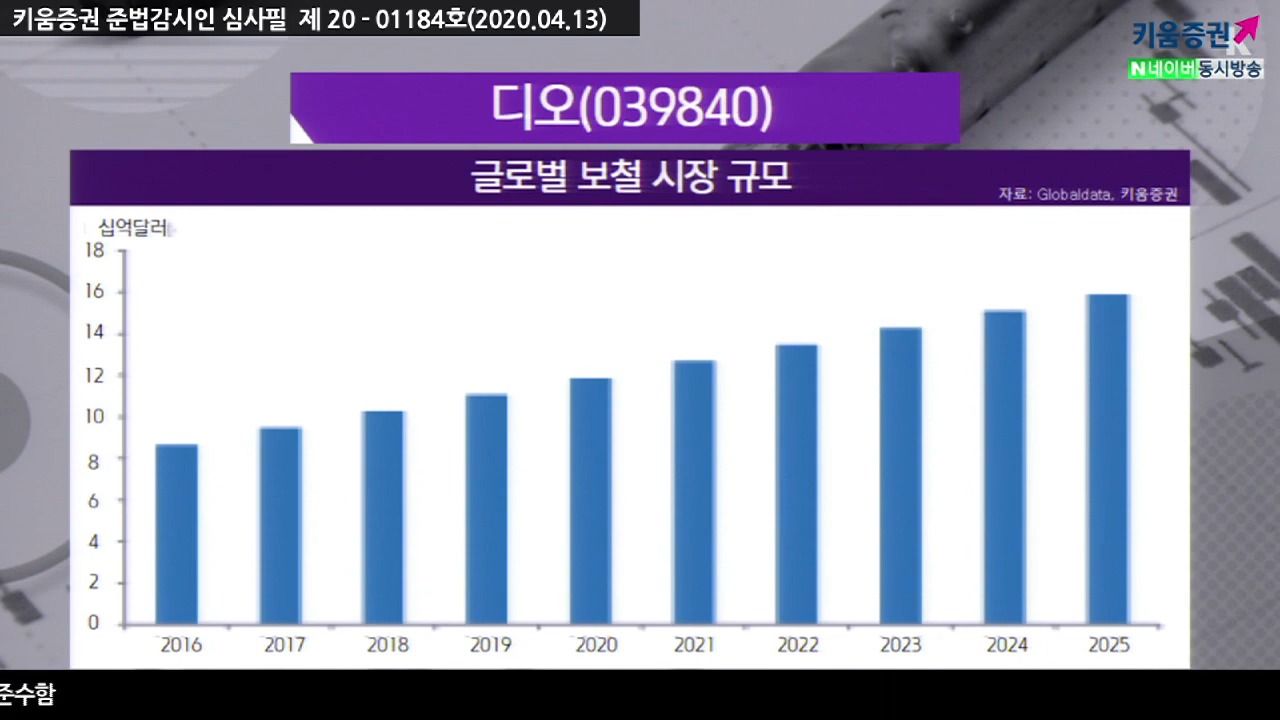 키움증권 준법감시인 심사필 제 20 - 01184호(2020.04.13)
키움증권
N 네이버 동시방송
디오(039840)
글로벌 보철 시장 규모
자료: Globaldata, 키움증권
십억달러
18
16
14
12
10
8
6
4
2
0
2016 2017 2018 2019 2020 2021 2022 2023 2024 2025
준수함